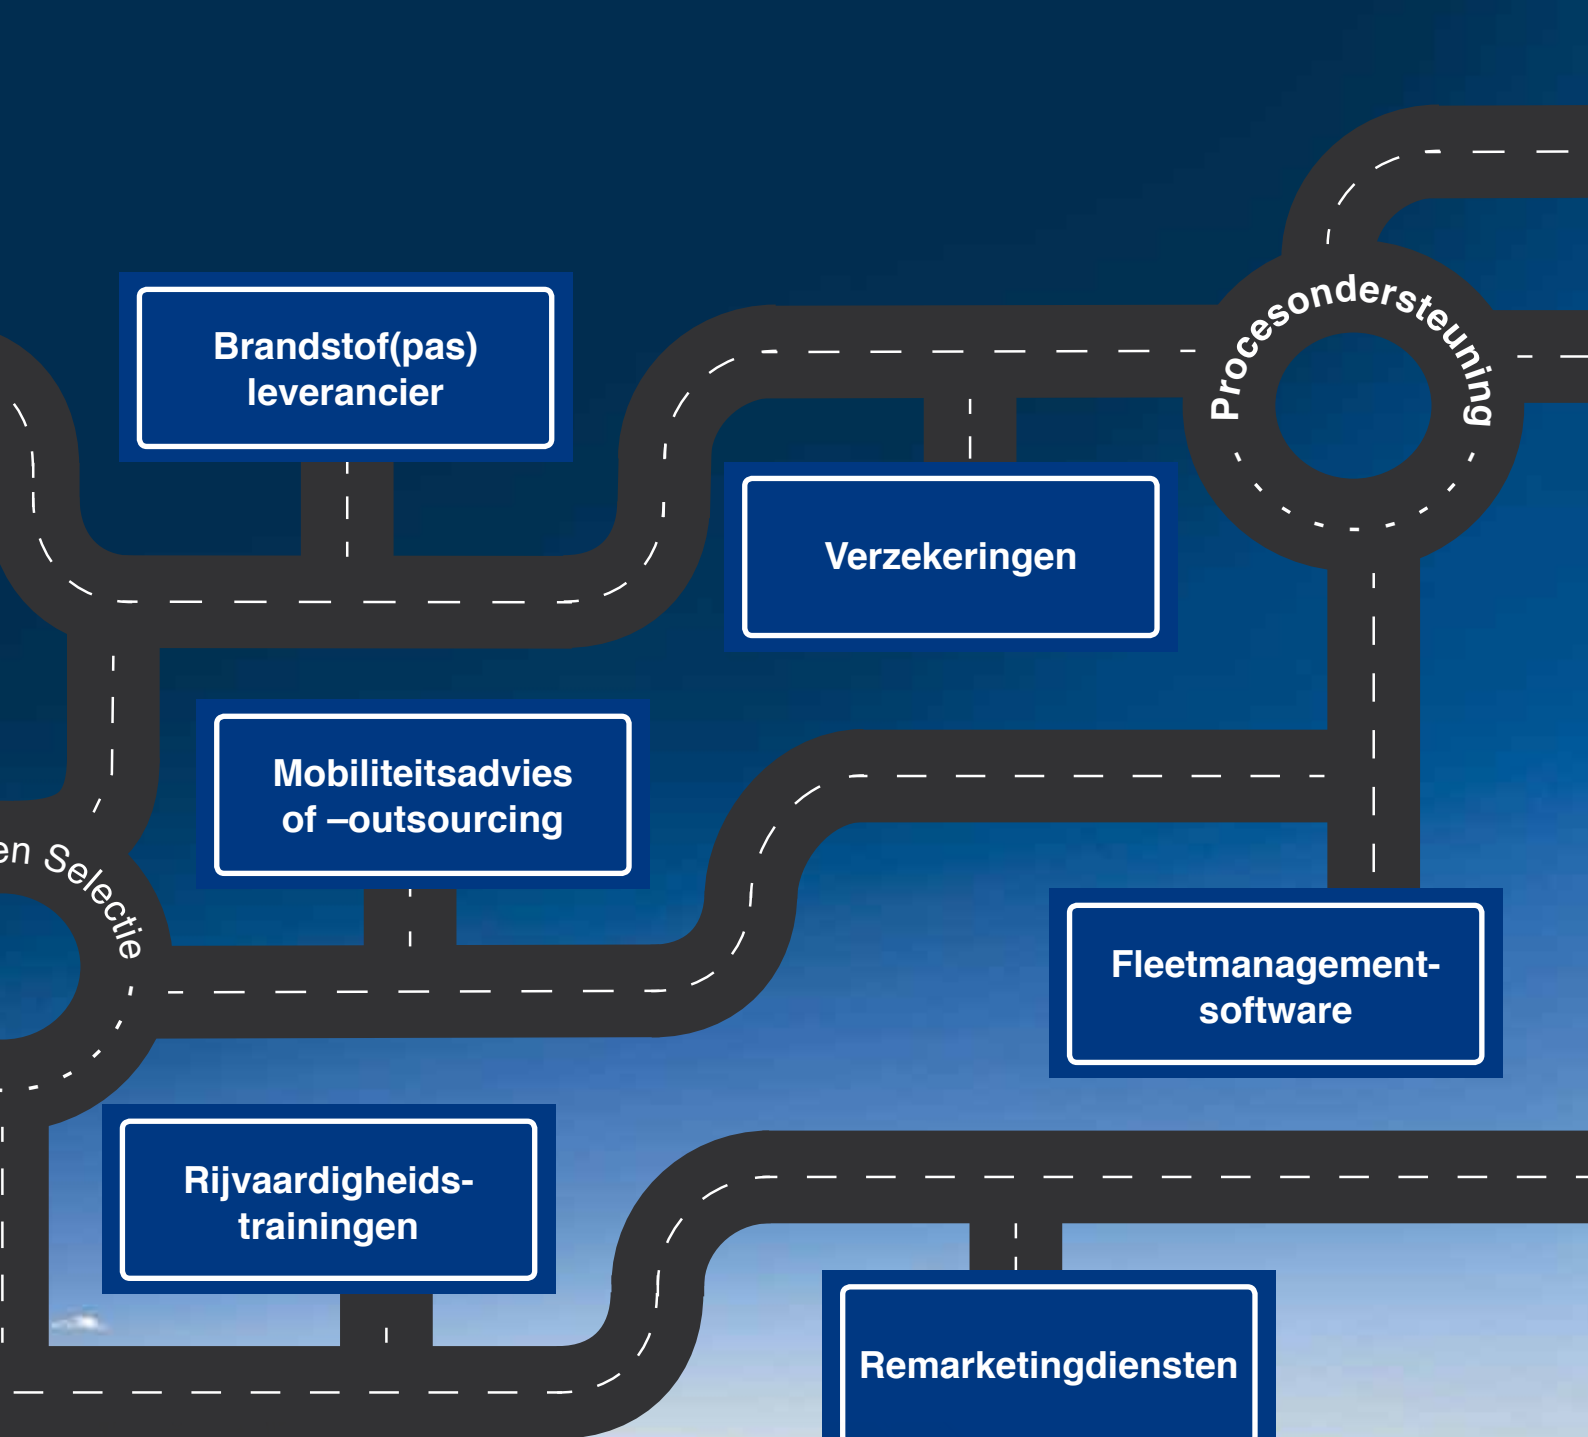 Procesondersteuning
Brandstof(pas)
leverancier
Verzekeringen
Mobiliteitsadvies
of –outsourcing
en Selectie
Fleetmanagement-
software
Rijvaardigheids-
trainingen
Remarketingdiensten